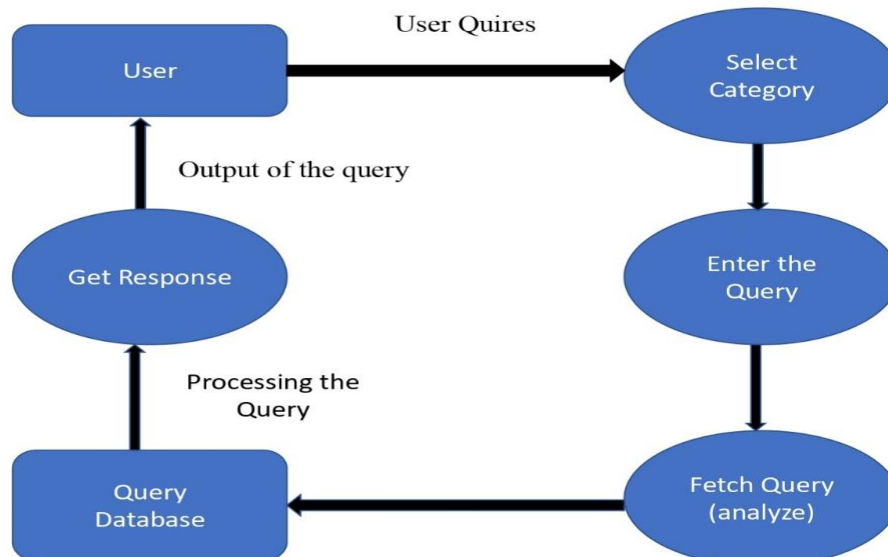 User Quires
User
Select
Category
Output of the query
Get Response
Enter the
Query
Processing the
Query
Query
Database
Fetch Query
(analyze)